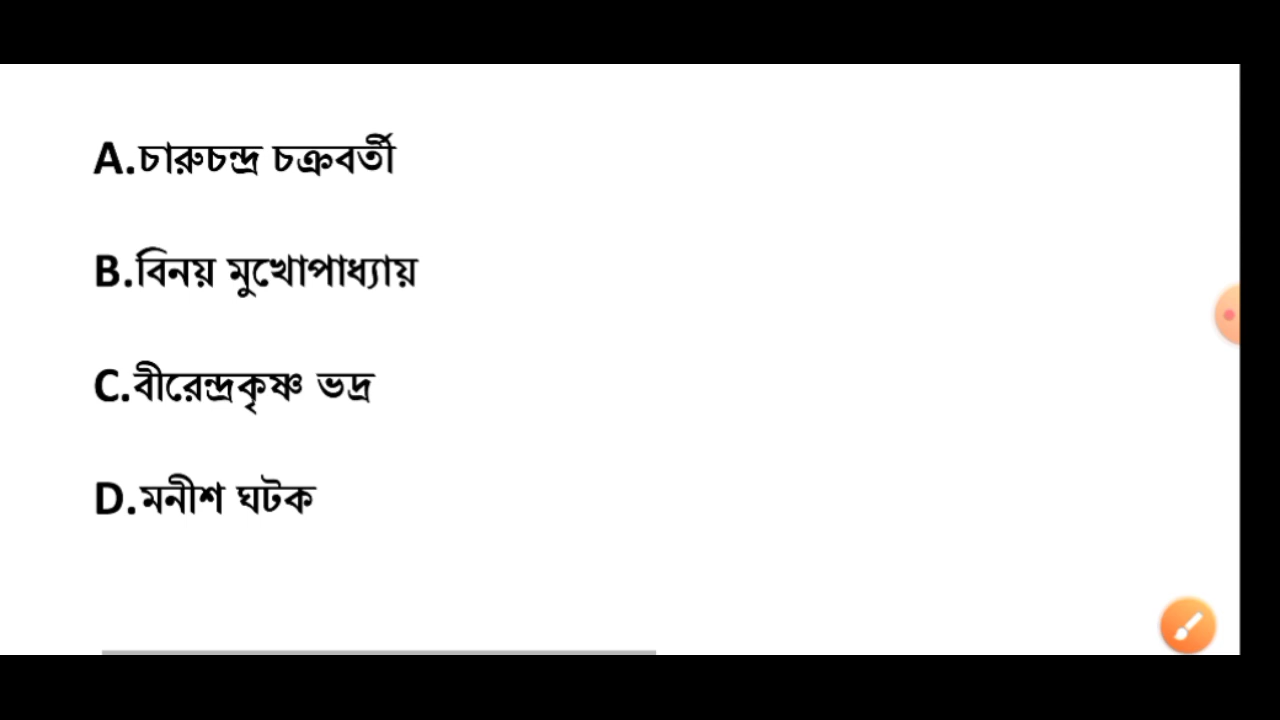 A.চারুচন্দ্র চক্রবর্তী
B.বিনয় মুখোপাধ্যায়
C.বীরেন্দ্রকৃষ্ণ ভদ্র
D.মনীশ ঘটক